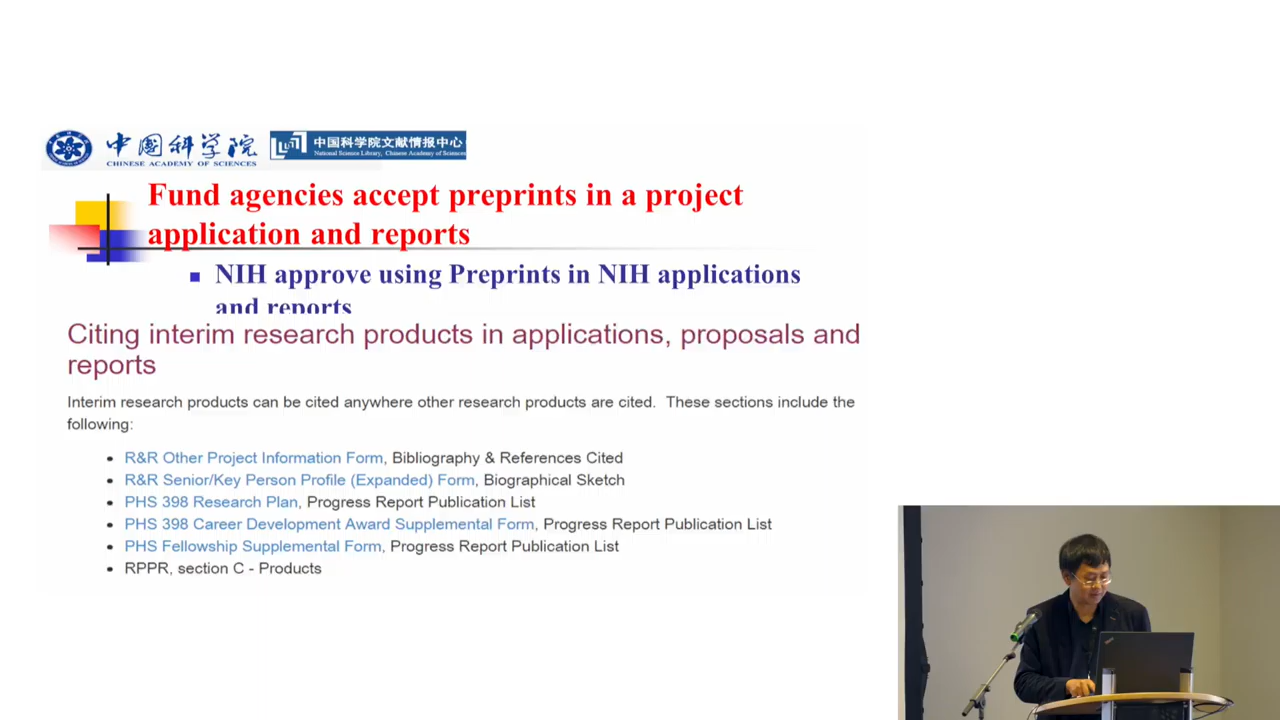 中国科学院
CHINESE ACADEMY OF SCIENCES
中国科学院文献情报中心
National Science Library, Chinese Academy of Sciences
Fund agencies accept preprints in a project
application and reports
NIH approve using Preprints in NIH applications
and reports
Citing interim research products in applications, proposals and
reports
Interim research products can be cited anywhere other research products are cited. These sections include the
following:
R&R Other Project Information Form, Bibliography & References Cited
R&R Senior/Key Person Profile (Expanded) Form, Biographical Sketch
PHS 398 Research Plan, Progress Report Publication List
PHS 398 Career Development Award Supplemental Form, Progress Report Publication List
PHS Fellowship Supplemental Form, Progress Report Publication List
RPPR, section C - Products